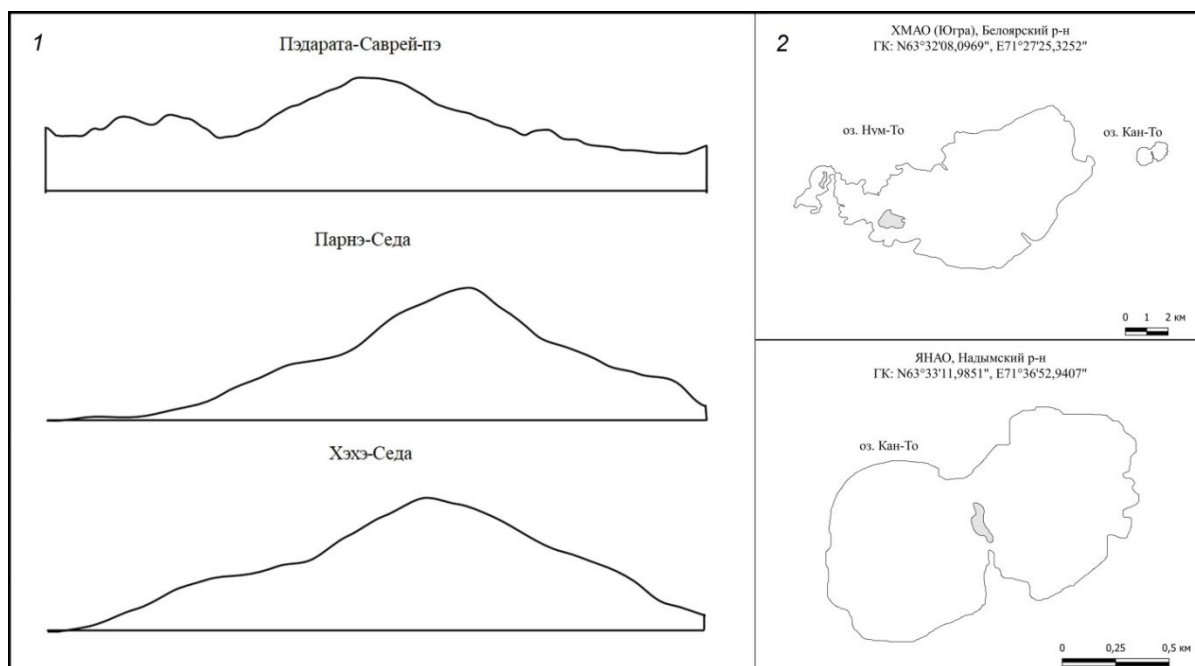 1
Пэдарата-Саврей-пэ
Парнэ-Седа
Хэхэ-Седа
2
ХМАО (Югра), Белоярский р-н
ГК: N63°32'08,0969", E71°27'25,3252"
оз. Нум-То
оз. Кан-То
0 1 2 км
ЯНАО, Надымский р-н
ГК: N63°33'11,9851", E71°36'52,9407"
оз. Кан-То
0 0,25 0,5 км